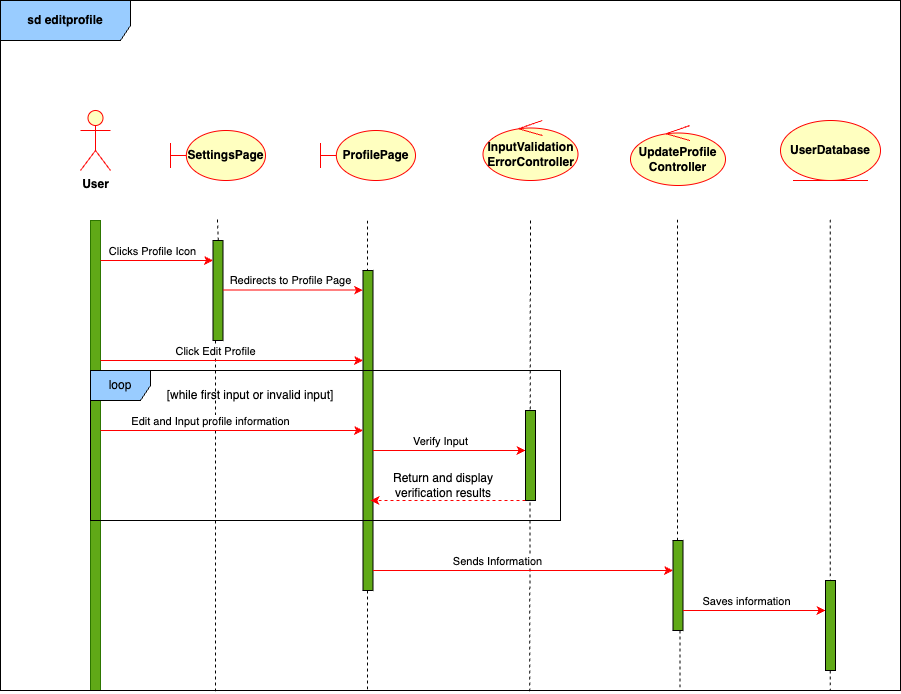 sd editprofile
User
SettingsPage
ProfilePage
InputValidation
ErrorController
UpdateProfile
Controller
UserDatabase
Clicks Profile Icon
Redirects to Profile Page
Click Edit Profile
loop
[while first input or invalid input]
Edit and Input profile information
Verify Input
Return and display
verification results
Sends Information
Saves information